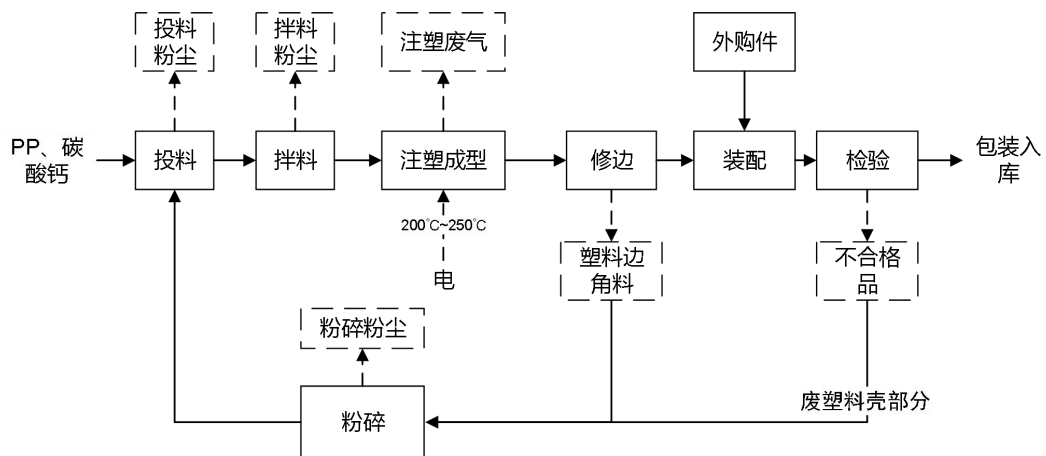 投料
粉尘
拌料
粉尘
注塑废气
外购件
PP、碳
酸钙
投料
拌料
注塑成型
修边
装配
检验
包装入
库
200℃~250℃
电
塑料边
角料
不合格
品
粉碎粉尘
废塑料壳部分
粉碎